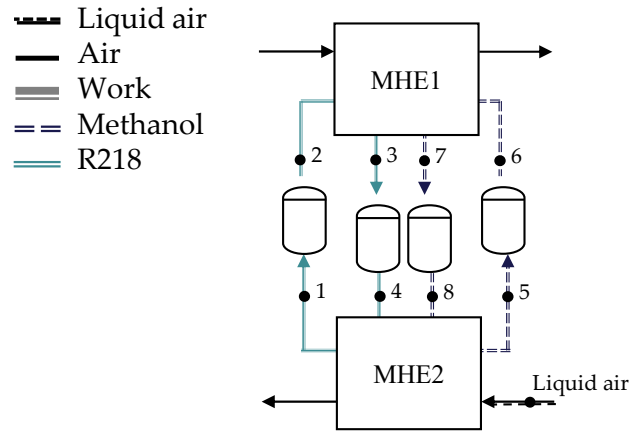 Liquid air
Air
Work
Methanol
R218
MHE1
2
3
7
6
1
4
8
5
MHE2
Liquid air